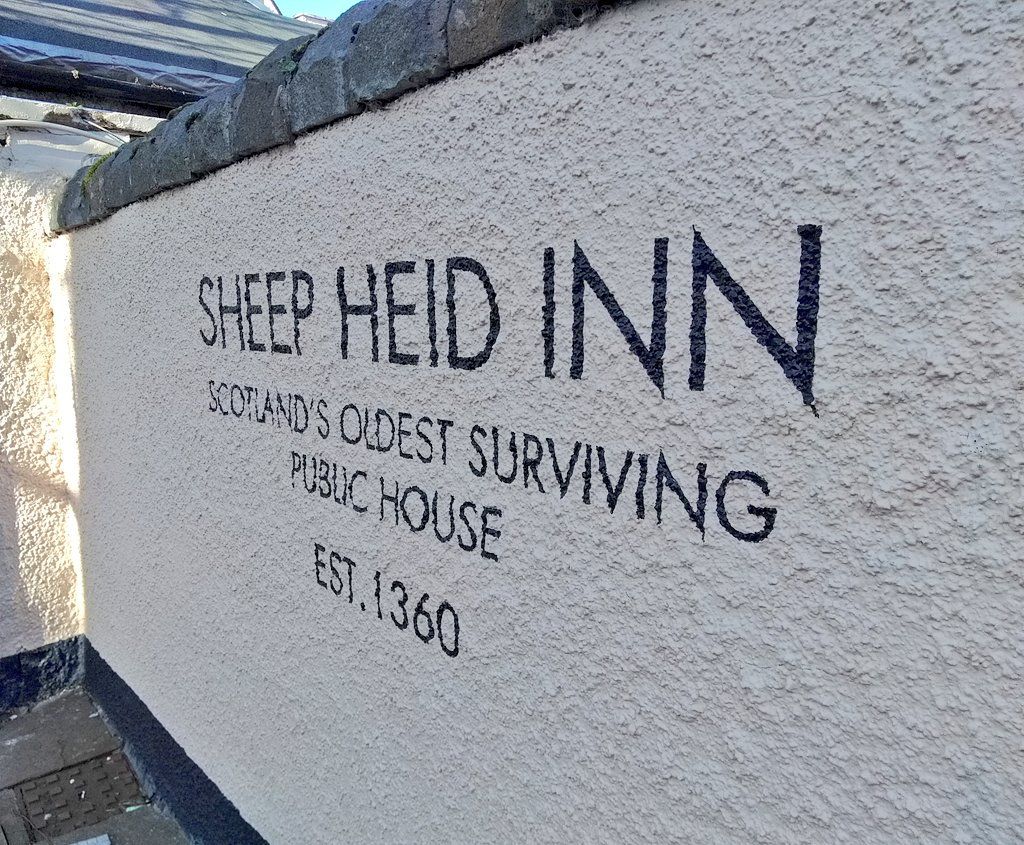 SHEEP HEID INN
SCOTLAND'S OLDEST SURVIVING
PUBLIC HOUSE
EST. 1360